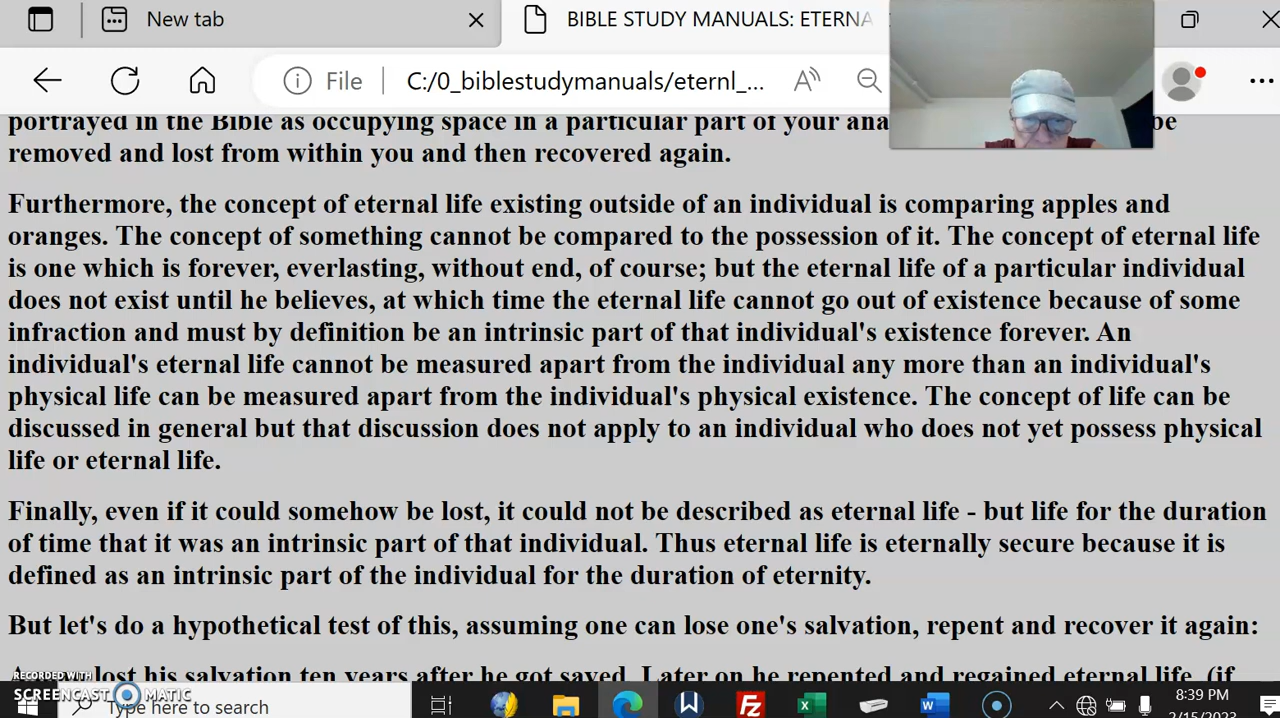 New tab
BIBLE STUDY MANUALS: ETERNA
File
C:/0_biblestudymanuals/eternl_...
portrayed in the Bible as occupying space in a particular part of your ana be
removed and lost from within you and then recovered again.
Furthermore, the concept of eternal life existing outside of an individual is comparing apples and
oranges. The concept of something cannot be compared to the possession of it. The concept of eternal life
is one which is forever, everlasting, without end, of course; but the eternal life of a particular individual
does not exist until he believes, at which time the eternal life cannot go out of existence because of some
infraction and must by definition be an intrinsic part of that individual's existence forever. An
individual's eternal life cannot be measured apart from the individual any more than an individual's
physical life can be measured apart from the individual's physical existence. The concept of life can be
discussed in general but that discussion does not apply to an individual who does not yet possess physical
life or eternal life.
Finally, even if it could somehow be lost, it could not be described as eternal life - but life for the duration
of time that it was an intrinsic part of that individual. Thus eternal life is eternally secure because it is
defined as an intrinsic part of the individual for the duration of eternity.
But let's do a hypothetical test of this, assuming one can lose one's salvation, repent and recover it again:
lost his salvation ten years after he got saved. Later on he repented and regained eternal life. (if
RECORDED WITH
SCREENCAST MATIC
Type here to search
8:39 PM
2/15/2023